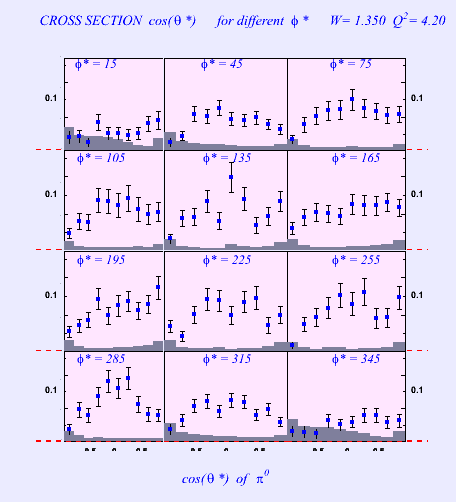 CROSS SECTION cos(θ *) for different ϕ * W= 1.350 Q²= 4.20
ϕ* = 15 ϕ* = 45 ϕ* = 75
0.1 0.1
ϕ* = 105 ϕ* = 135 ϕ* = 165
0.1 0.1
ϕ* = 195 ϕ* = 225 ϕ* = 255
0.1 0.1
ϕ* = 285 ϕ* = 315 ϕ* = 345
0.1 0.1
cos(θ *) of π⁰